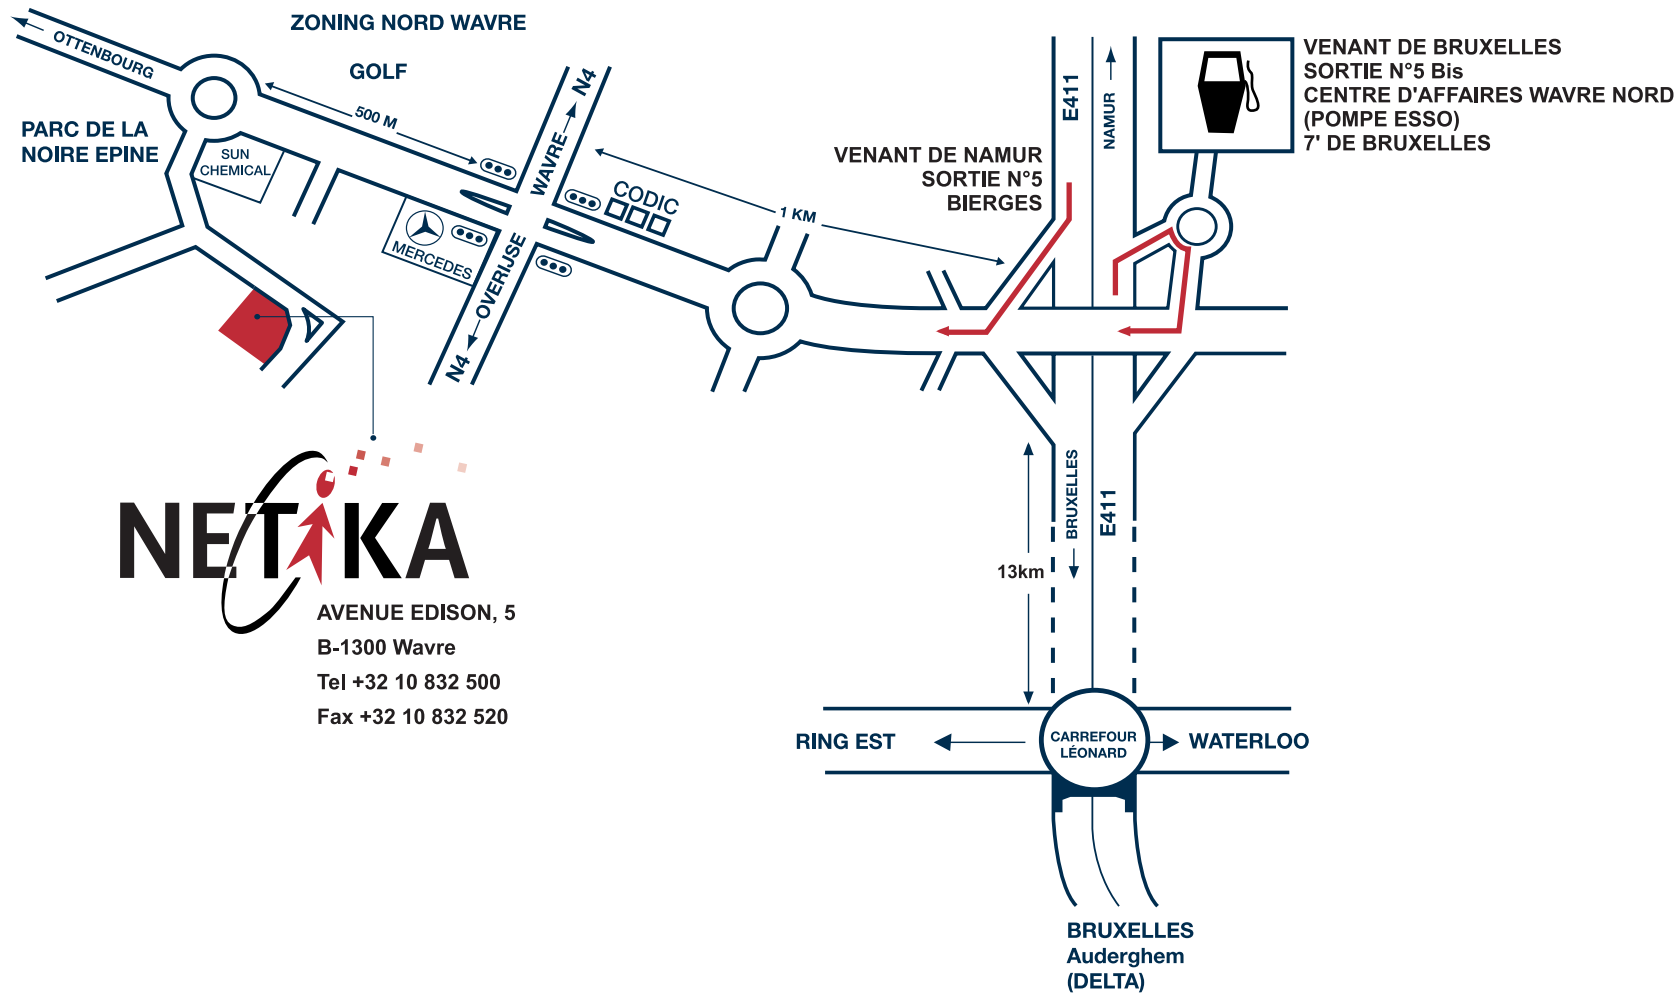 ZONING NORD WAVRE
OTTENBOURG
GOLF
500 M
N4
WAVRE
PARC DE LA
NOIRE EPINE
SUN
CHEMICAL
MERCEDES
CODIC
1 KM
OVERIJSE
N4
VENANT DE NAMUR
SORTIE N°5
BIERGES
E411
NAMUR
VENANT DE BRUXELLES
SORTIE N°5 Bis
CENTRE D'AFFAIRES WAVRE NORD
(POMPE ESSO)
7' DE BRUXELLES
NETiKA
AVENUE EDISON, 5
B-1300 Wavre
Tel +32 10 832 500
Fax +32 10 832 520
BRUXELLES
E411
13km
RING EST
CARREFOUR
LÉONARD
WATERLOO
BRUXELLES
Auderghem
(DELTA)